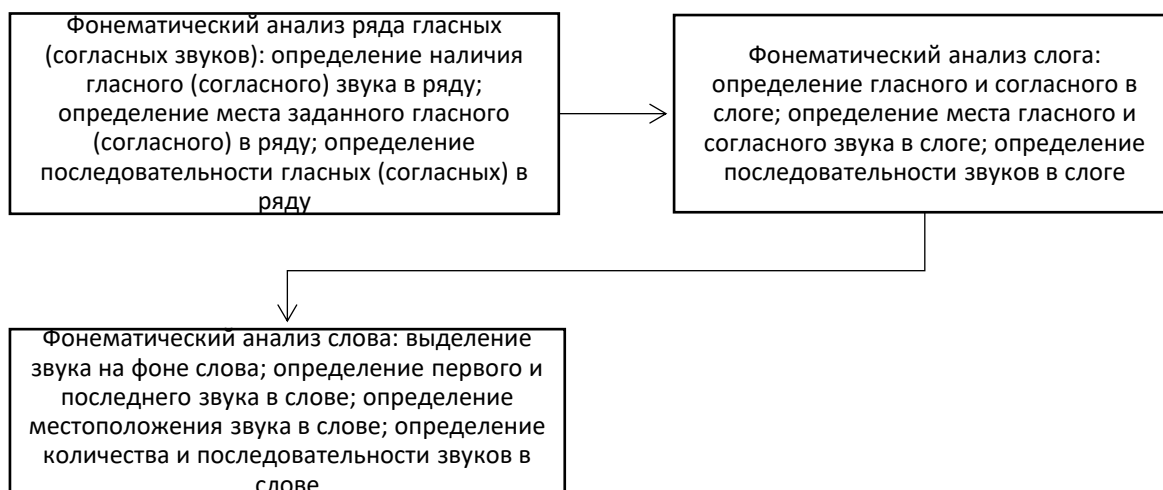 Фонематический анализ ряда гласных
(согласных звуков): определение наличия
гласного (согласного) звука в ряду;
определение места заданного гласного
(согласного) в ряду; определение
последовательности гласных (согласных) в
ряду
Фонематический анализ слога:
определение гласного и согласного в
слоге; определение места гласного и
согласного звука в слоге; определение
последовательности звуков в слоге
Фонематический анализ слова: выделение
звука на фоне слова; определение первого и
последнего звука в слове; определение
местоположения звука в слове; определение
количества и последовательности звуков в
слове